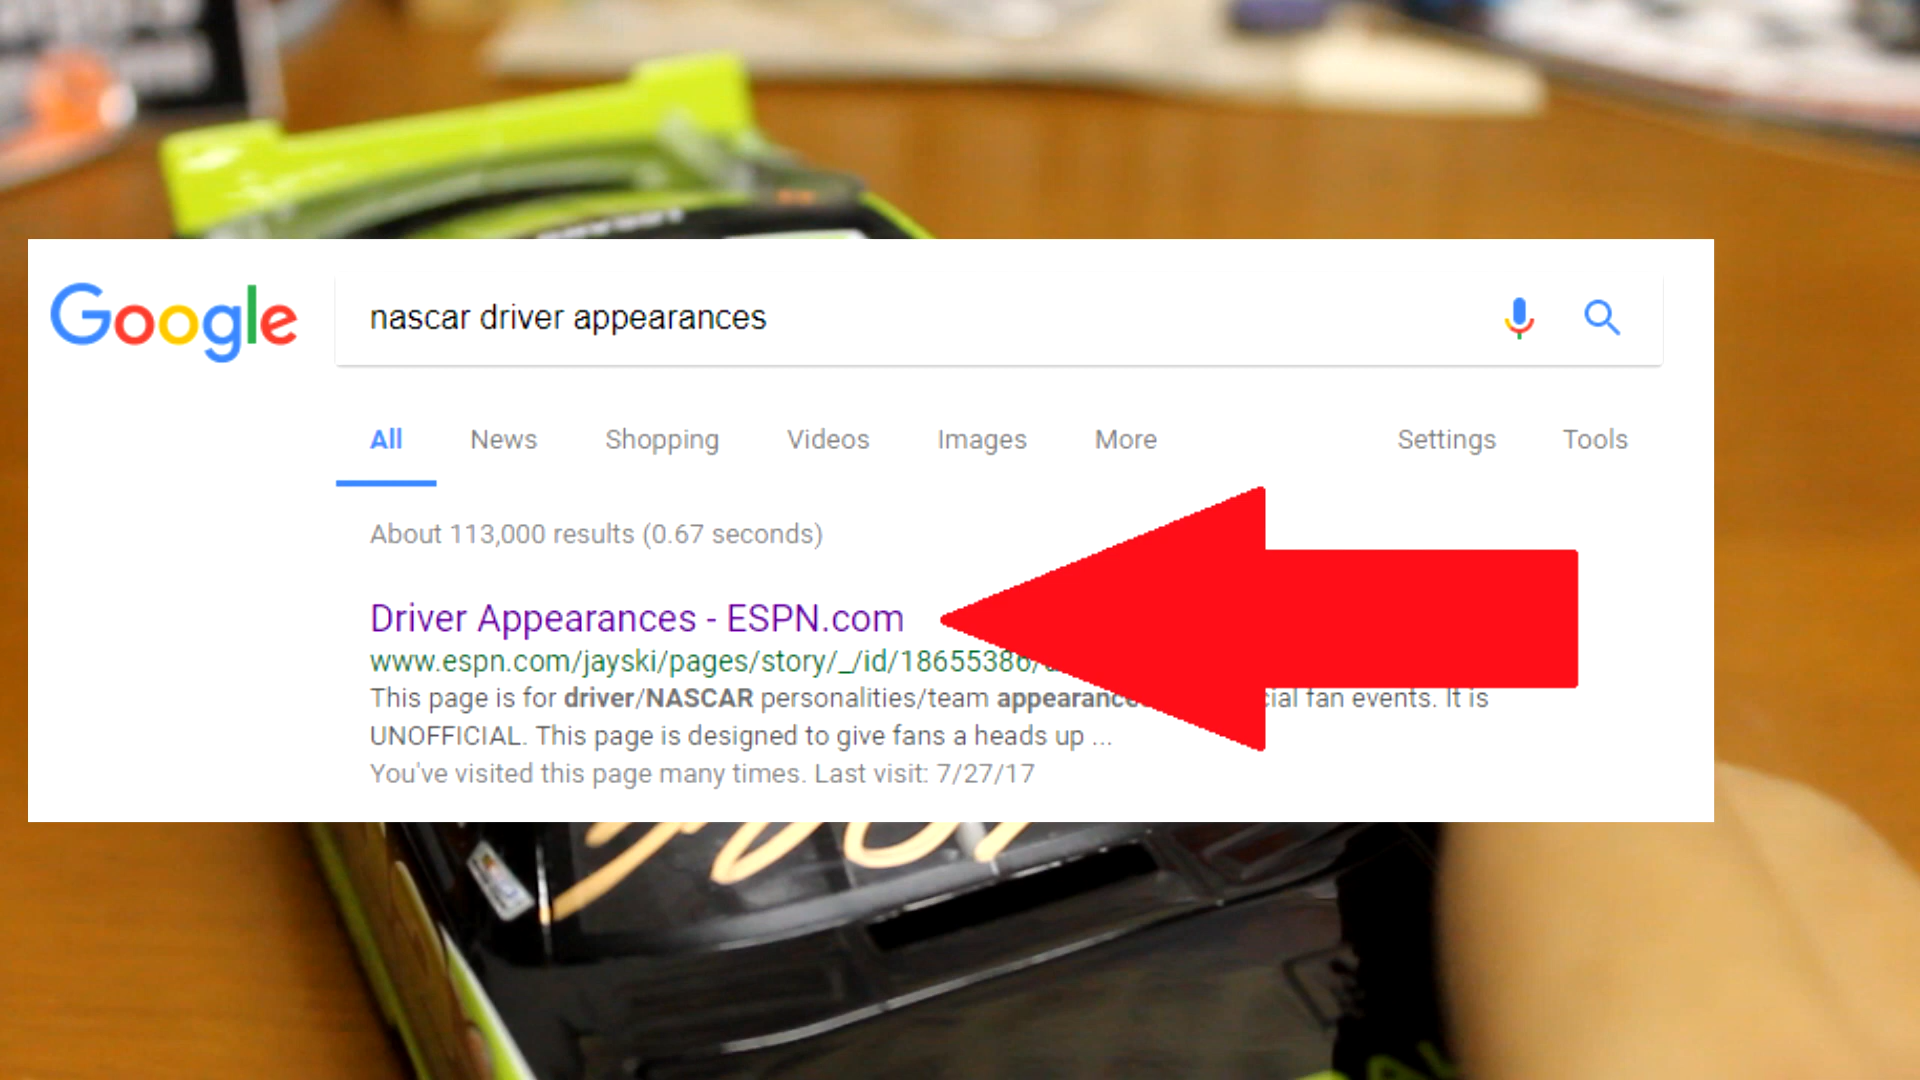 Google
nascar driver appearances
All News Shopping Videos Images More Settings Tools
About 113,000 results (0.67 seconds)
Driver Appearances - ESPN.com
www.espn.com/jayski/pages/story/_/id/18655386/
This page is for driver/NASCAR personalities/team fan events. It is
UNOFFICIAL. This page is designed to give fans a heads up ...
You've visited this page many times. Last visit: 7/27/17